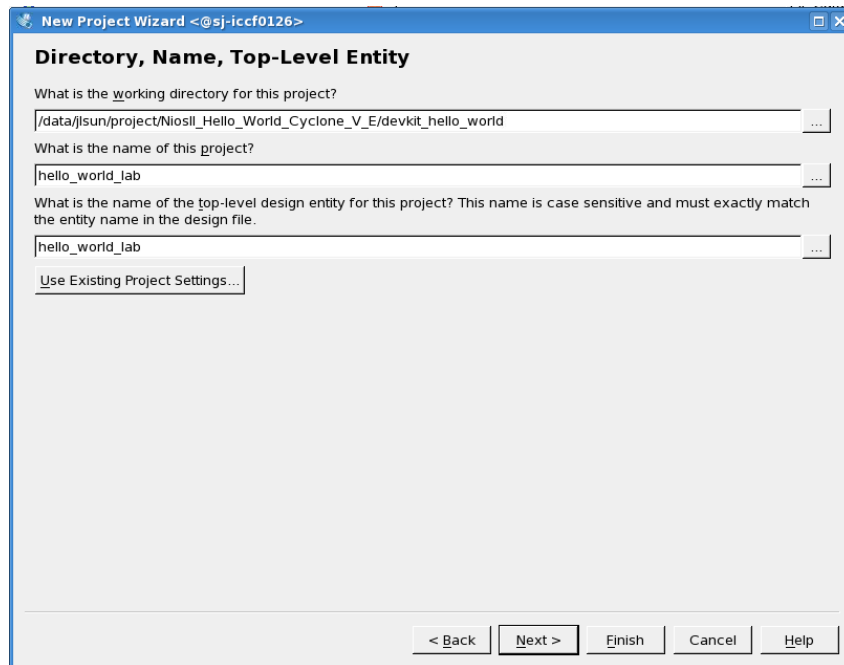 New Project Wizard <@sj-iccf0126>
Directory, Name, Top-Level Entity
What is the working directory for this project?
/data/jlsun/project/NiosII_Hello_World_Cyclone_V_E/devkit_hello_world
...
What is the name of this project?
hello_world_lab
...
What is the name of the top-level design entity for this project? This name is case sensitive and must exactly match
the entity name in the design file.
hello_world_lab
...
Use Existing Project Settings...
< Back Next > Finish Cancel Help